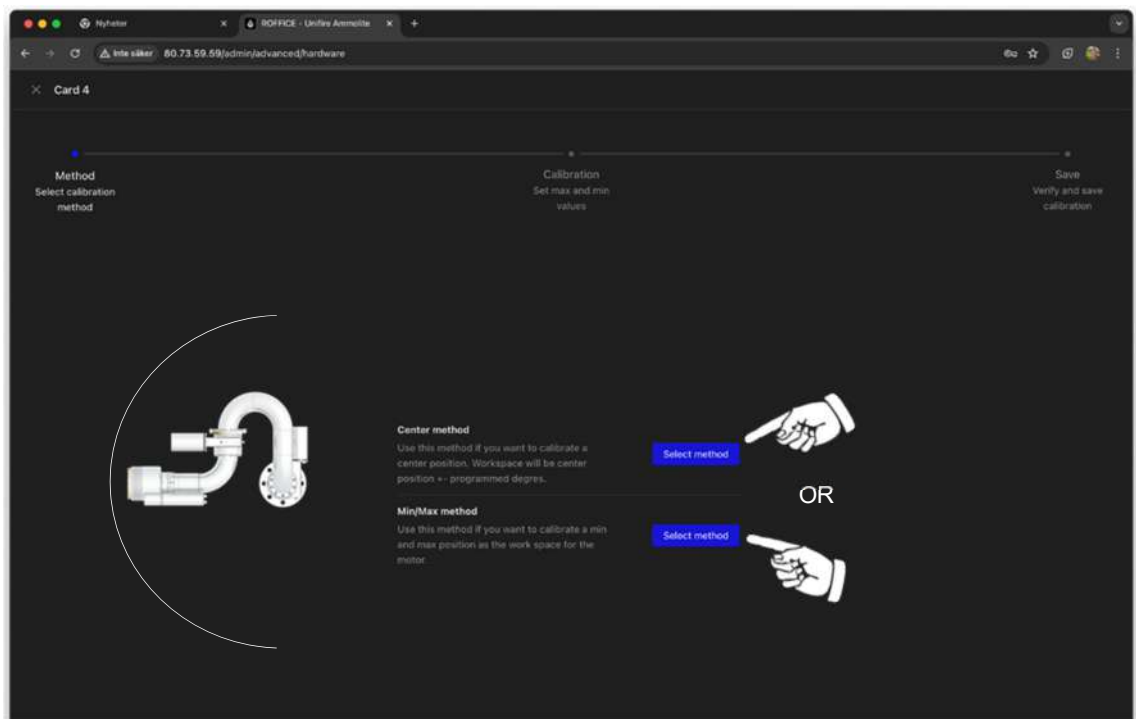 Nyheter
ROFFICE - Unifire Ammolite
Inte säker
80.73.59.59/admin/advanced/hardware
Card 4
Method
Select calibration
method
Calibration
Set max and min
values
Save
Verify and save
calibration
Center method
Use this method if you want to calibrate a
center position. Workspace will be center
position +- programmed degres.
Select method
OR
Min/Max method
Use this method if you want to calibrate a min
and max position as the work space for the
motor.
Select method